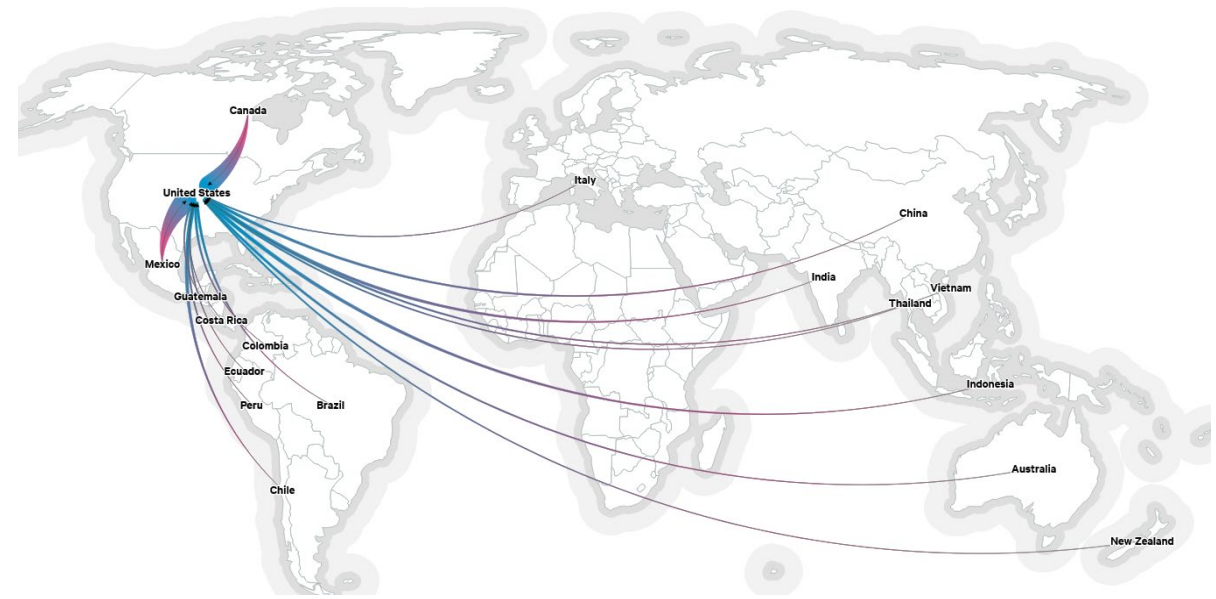 Canada
United States
Italy
China
Mexico
India
Vietnam
Guatemala
Thailand
Costa Rica
Colombia
Ecuador
Indonesia
Peru
Brazil
Australia
Chile
New Zealand